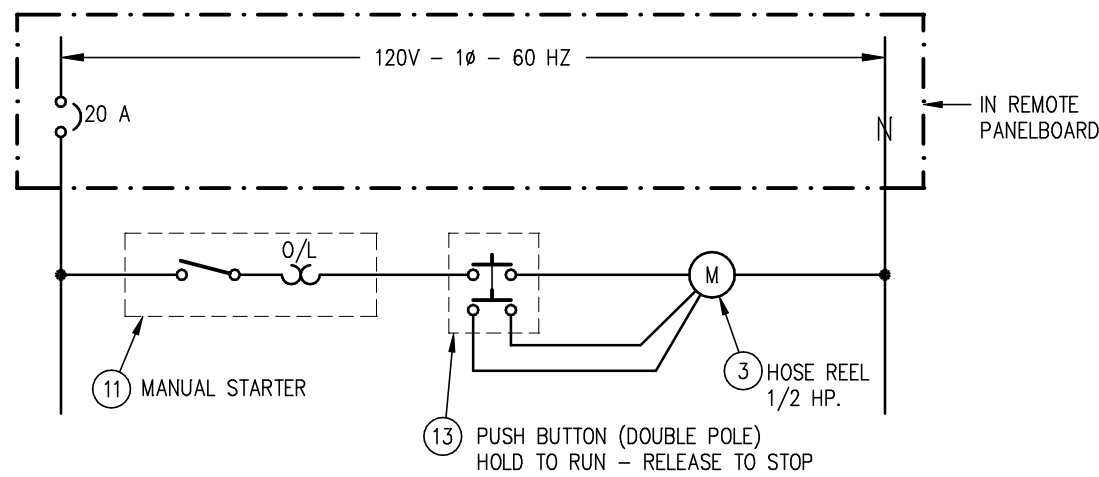 120V - 1ø - 60 HZ
20 A
N
IN REMOTE
PANELBOARD
O/L
M
11 MANUAL STARTER
3 HOSE REEL
1/2 HP.
13 PUSH BUTTON (DOUBLE POLE)
HOLD TO RUN - RELEASE TO STOP